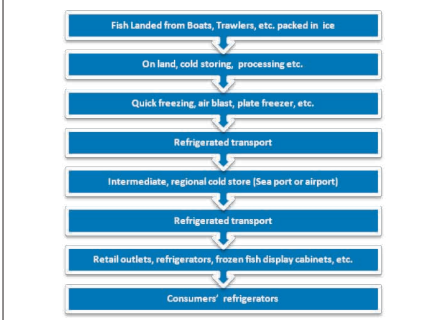 Fish Landed from Boats, Trawlers, etc. packed in ice
On land, cold storing, processing etc.
Quick freezing, air blast, plate freezer, etc.
Refrigerated transport
Intermediate, regional cold store (Sea port or airport)
Refrigerated transport
Retail outlets, refrigerators, frozen fish display cabinets, etc.
Consumers' refrigerators